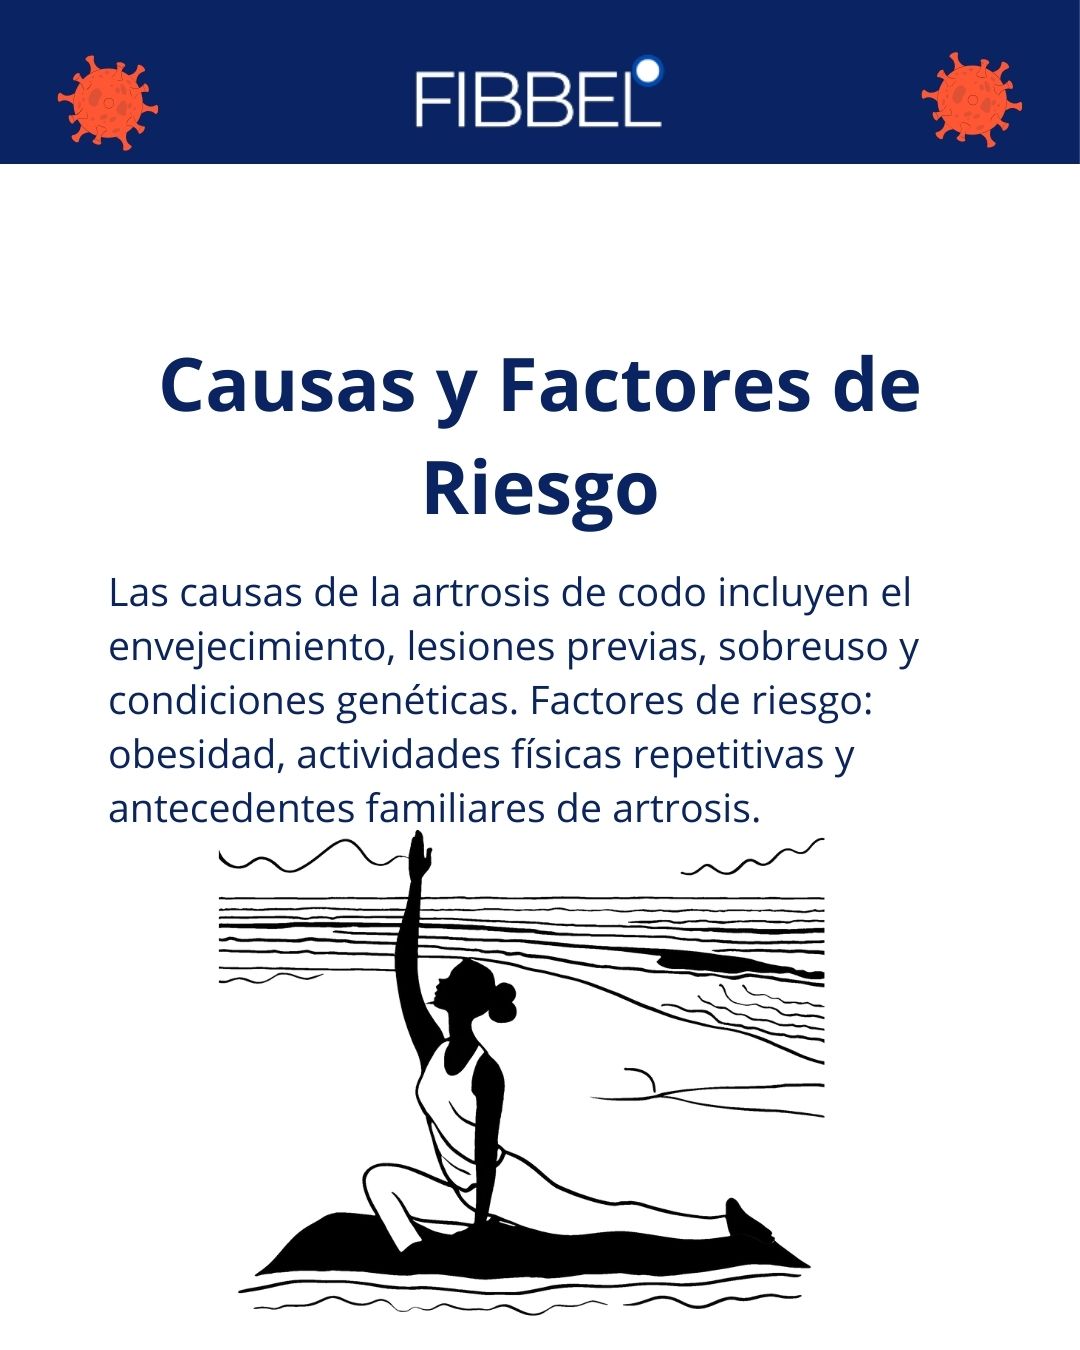 FIBBEL
Causas y Factores de
Riesgo
Las causas de la artrosis de codo incluyen el
envejecimiento, lesiones previas, sobreuso y
condiciones genéticas. Factores de riesgo:
obesidad, actividades físicas repetitivas y
antecedentes familiares de artrosis.